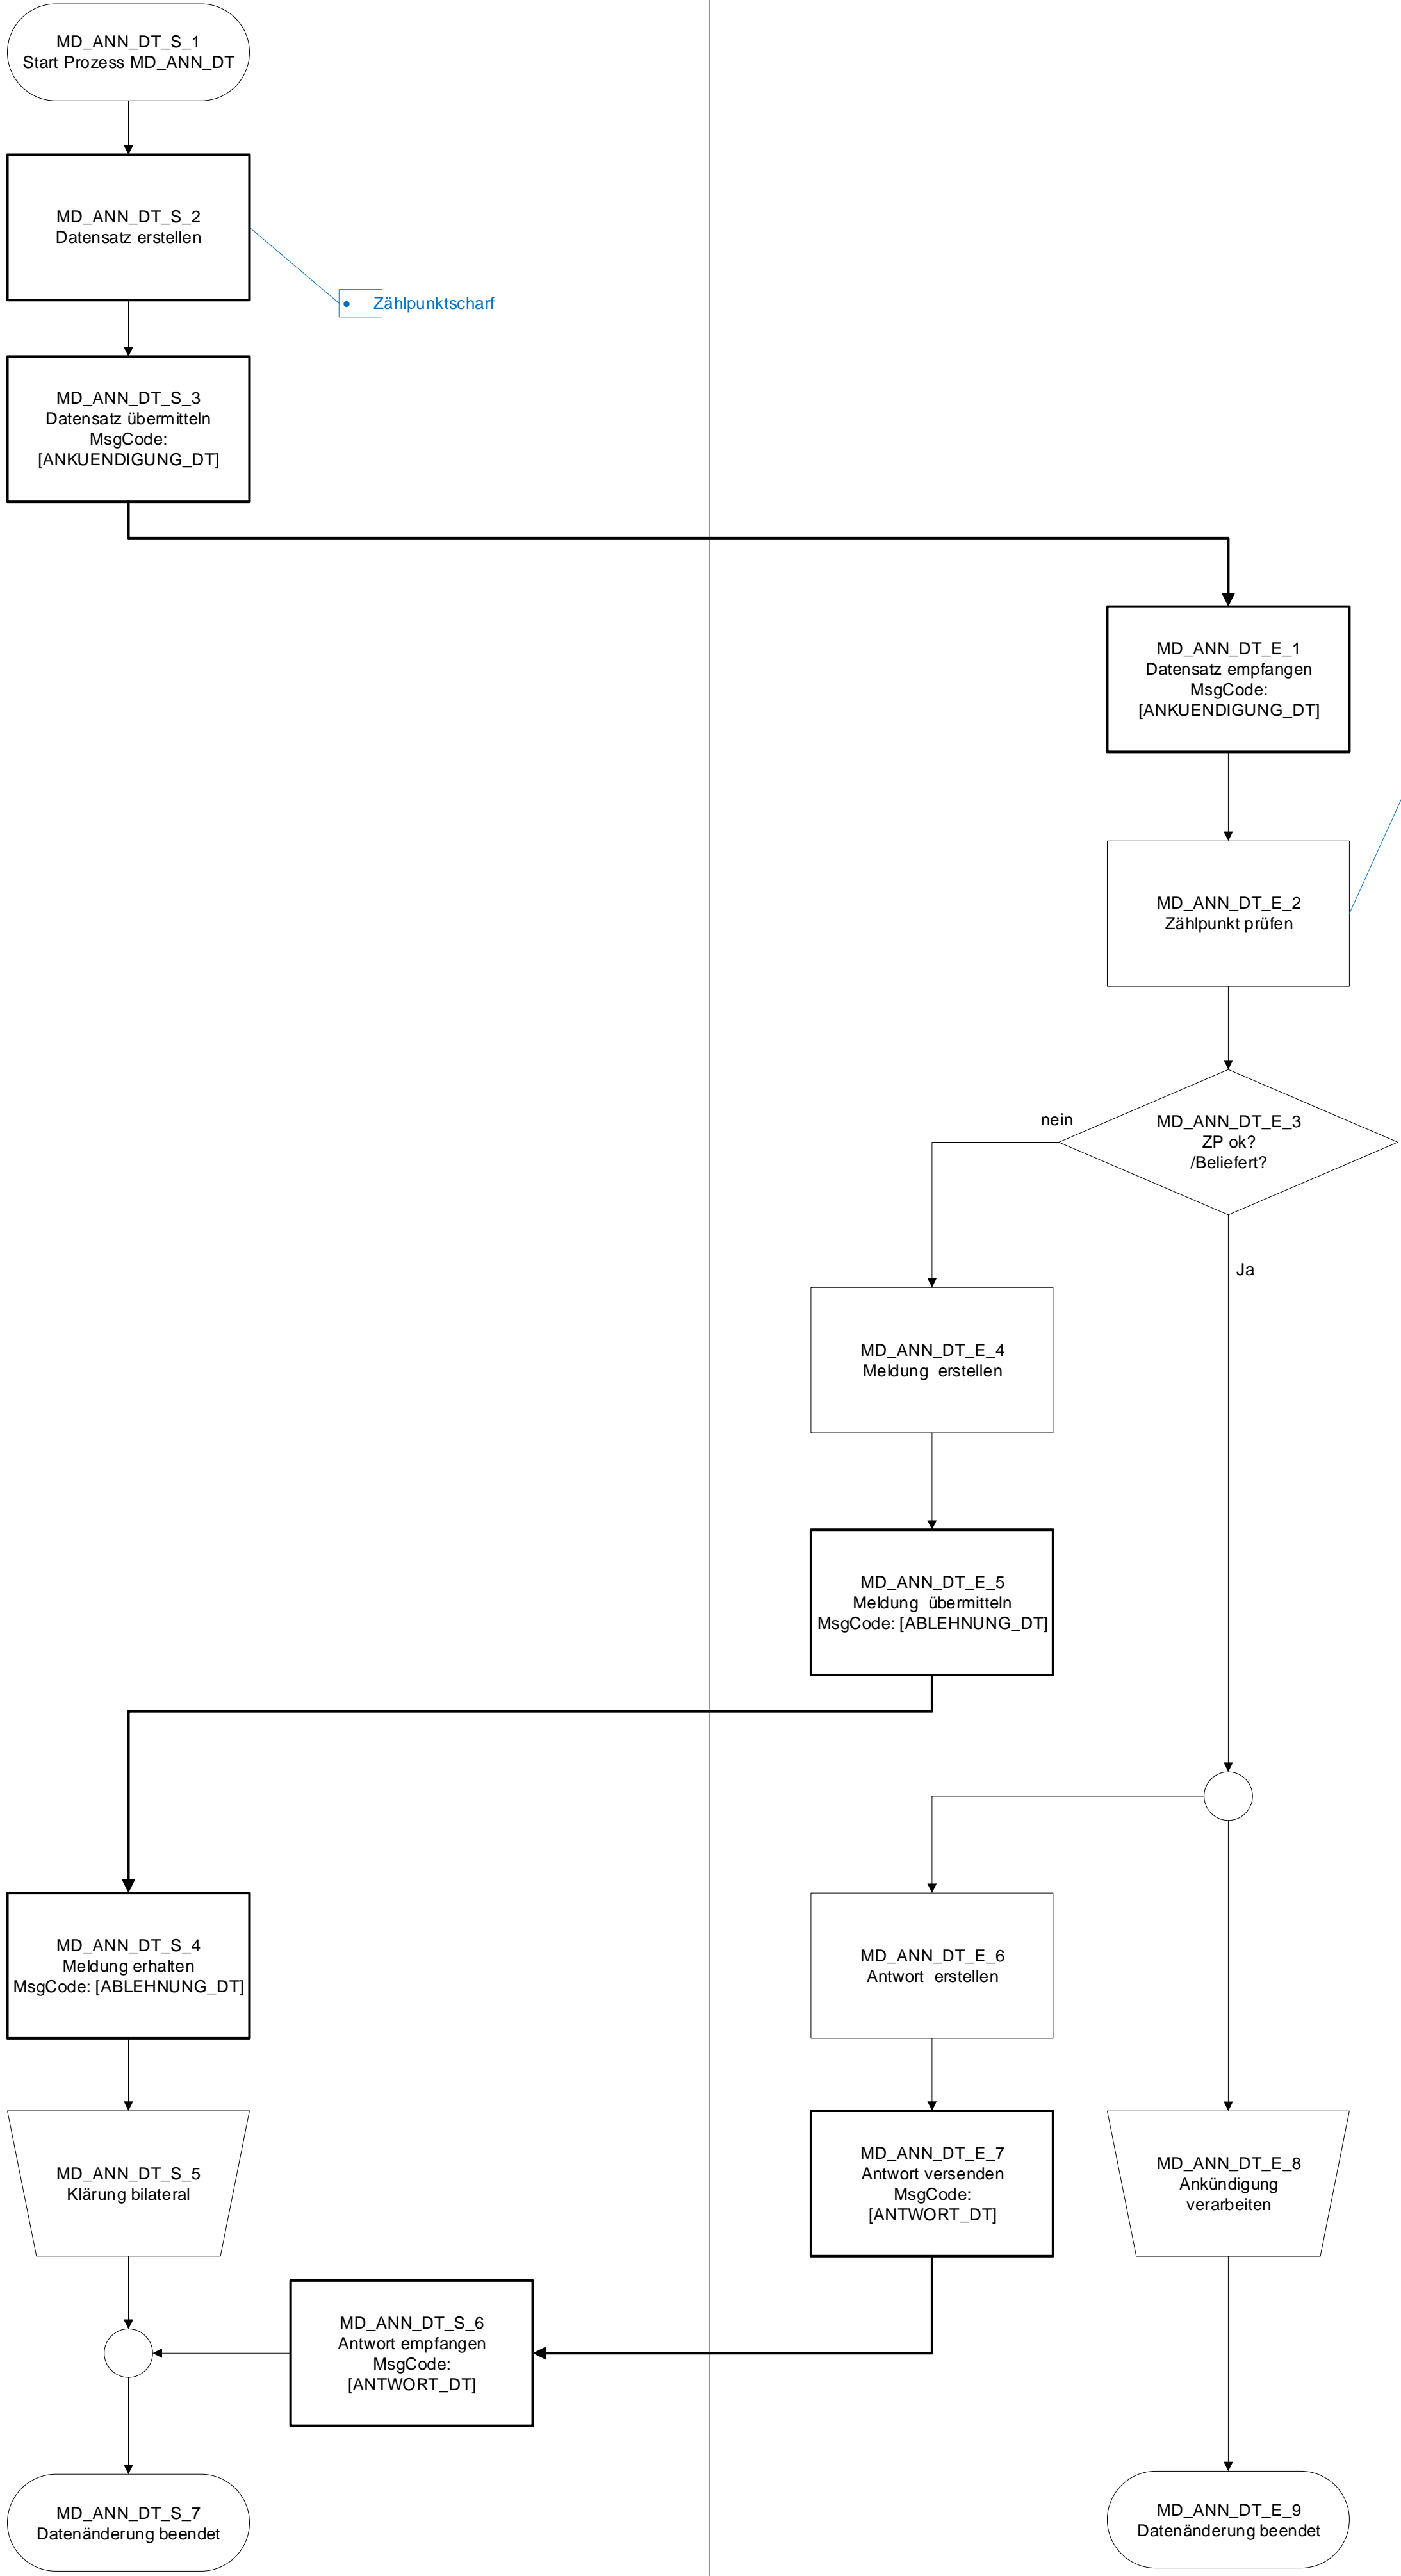 MD_ANN_DT_S_1
Start Prozess MD_ANN_DT
MD_ANN_DT_S_2
Datensatz erstellen
• Zählpunktscharf
MD_ANN_DT_S_3
Datensatz übermitteln
MsgCode:
[ANKUENDIGUNG_DT]
MD_ANN_DT_E_1
Datensatz empfangen
MsgCode:
[ANKUENDIGUNG_DT]
MD_ANN_DT_E_2
Zählpunkt prüfen
nein
MD_ANN_DT_E_3
ZP ok?
/Beliefert?
Ja
MD_ANN_DT_E_4
Meldung erstellen
MD_ANN_DT_E_5
Meldung übermitteln
MsgCode: [ABLEHNUNG_DT]
MD_ANN_DT_S_4
Meldung erhalten
MsgCode: [ABLEHNUNG_DT]
MD_ANN_DT_E_6
Antwort erstellen
MD_ANN_DT_S_5
Klärung bilateral
MD_ANN_DT_E_7
Antwort versenden
MsgCode:
[ANTWORT_DT]
MD_ANN_DT_E_8
Ankündigung
verarbeiten
MD_ANN_DT_S_6
Antwort empfangen
MsgCode:
[ANTWORT_DT]
MD_ANN_DT_S_7
Datenänderung beendet
MD_ANN_DT_E_9
Datenänderung beendet